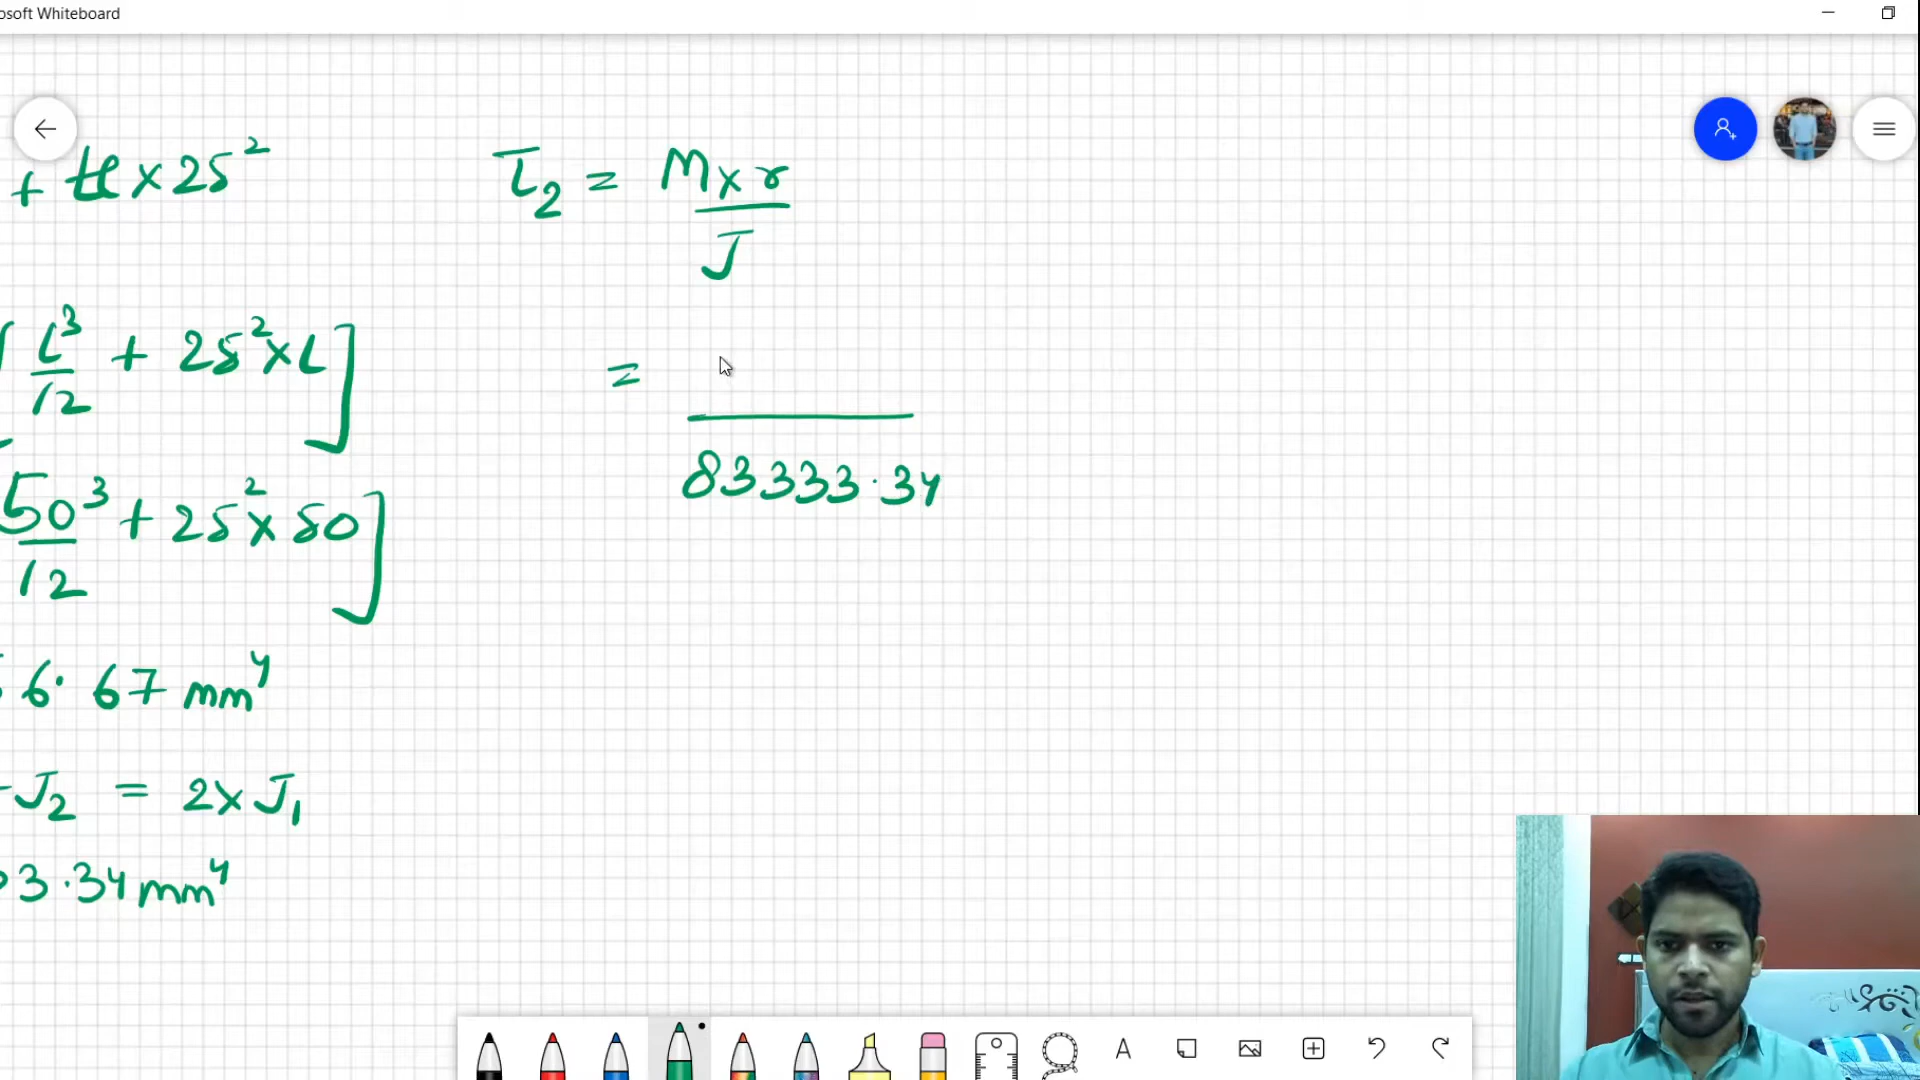 osoft Whiteboard
+ tl x 25²
L³/12 + 25² x L]
50³/12 + 25² x 50]
6.67 mm⁴
J₂ = 2 x J₁
3.34 mm⁴
τ₂ = M x r / J
= / 83333.34
A